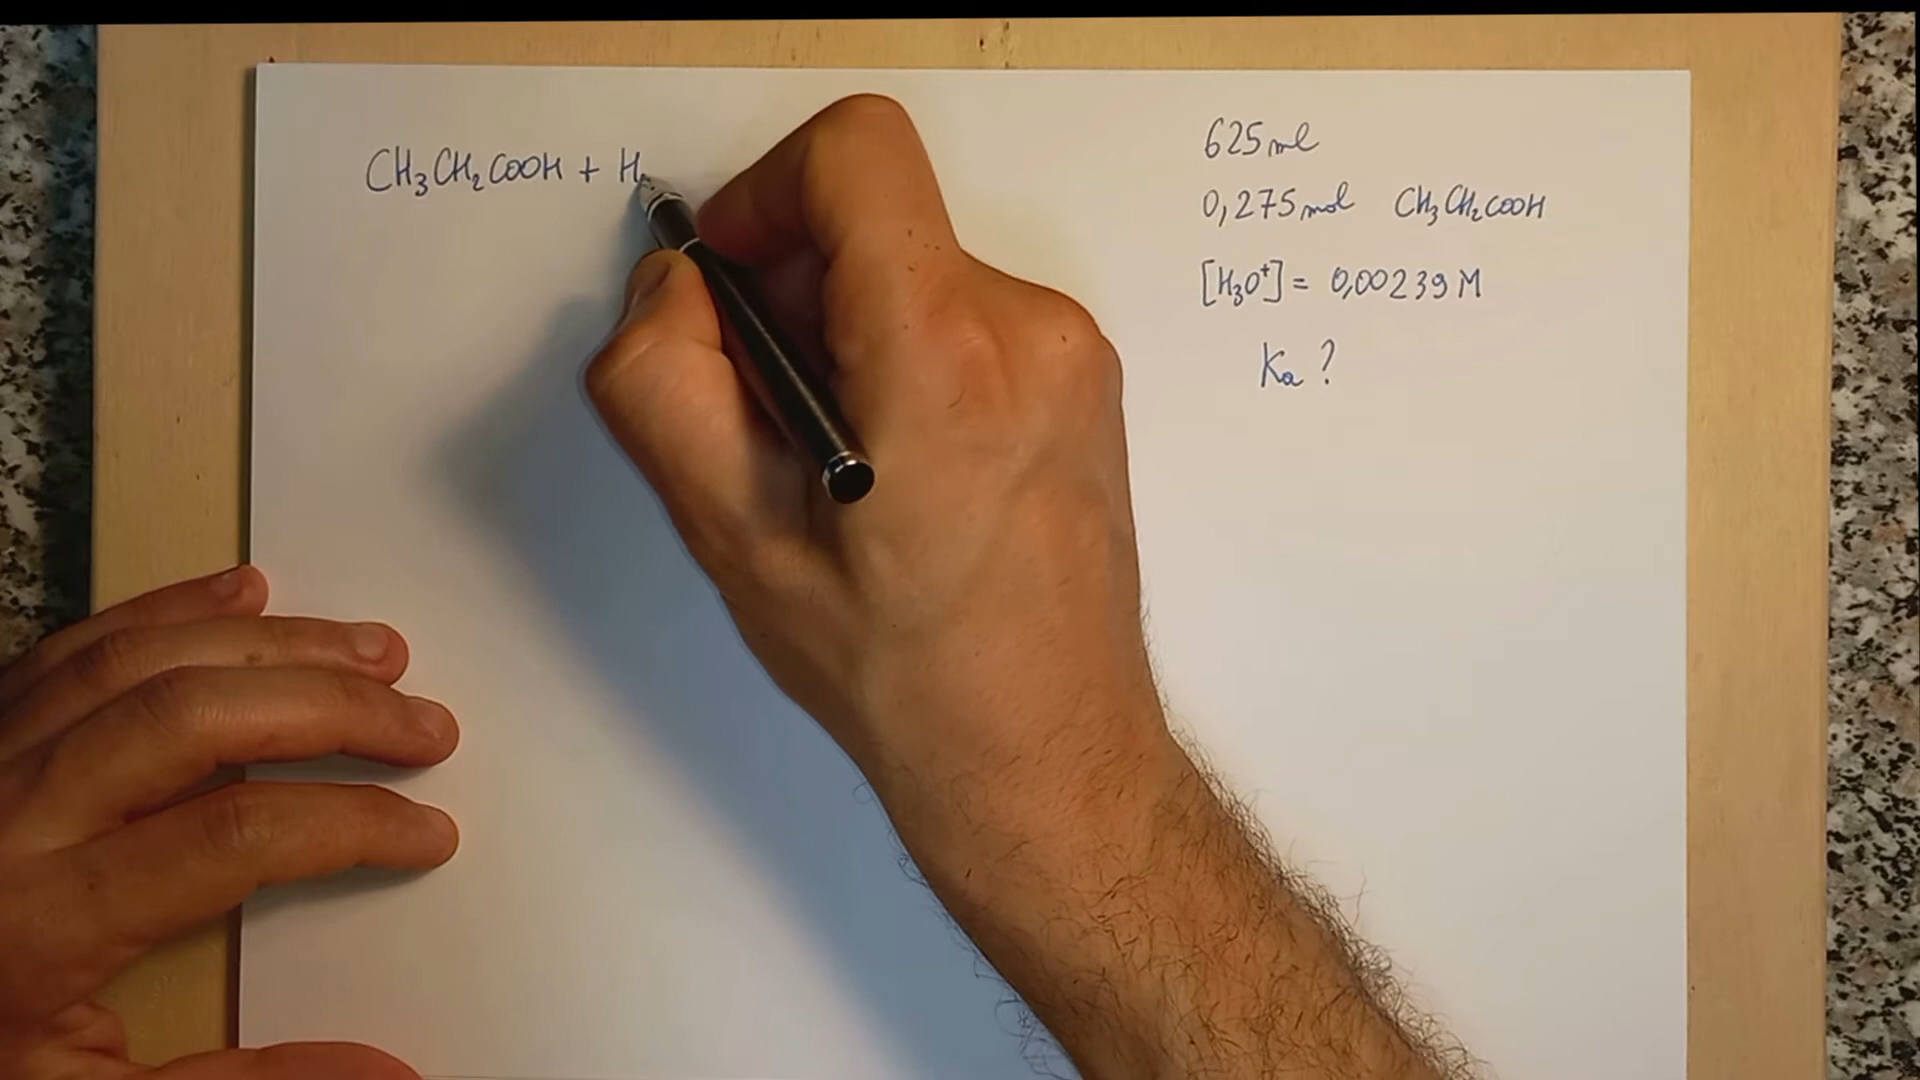 CH₃CH₂COOH + H
625 ml
0,275 mol CH₃CH₂COOH
[H₃O⁺] = 0,00239 M
Ka ?